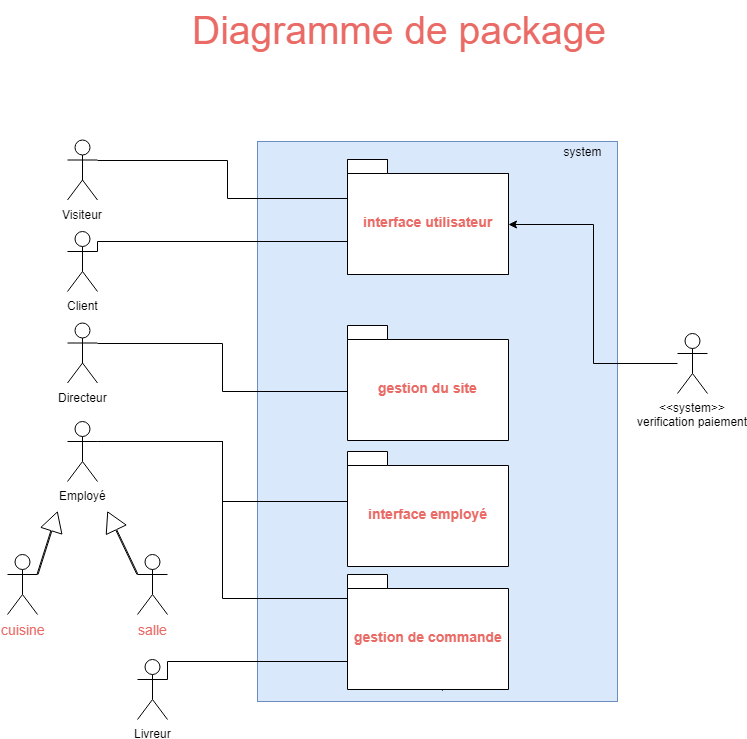 Diagramme de package
system
Visiteur
interface utilisateur
Client
Directeur
gestion du site
<<system>>
verification paiement
Employé
interface employé
cuisine
salle
gestion de commande
Livreur